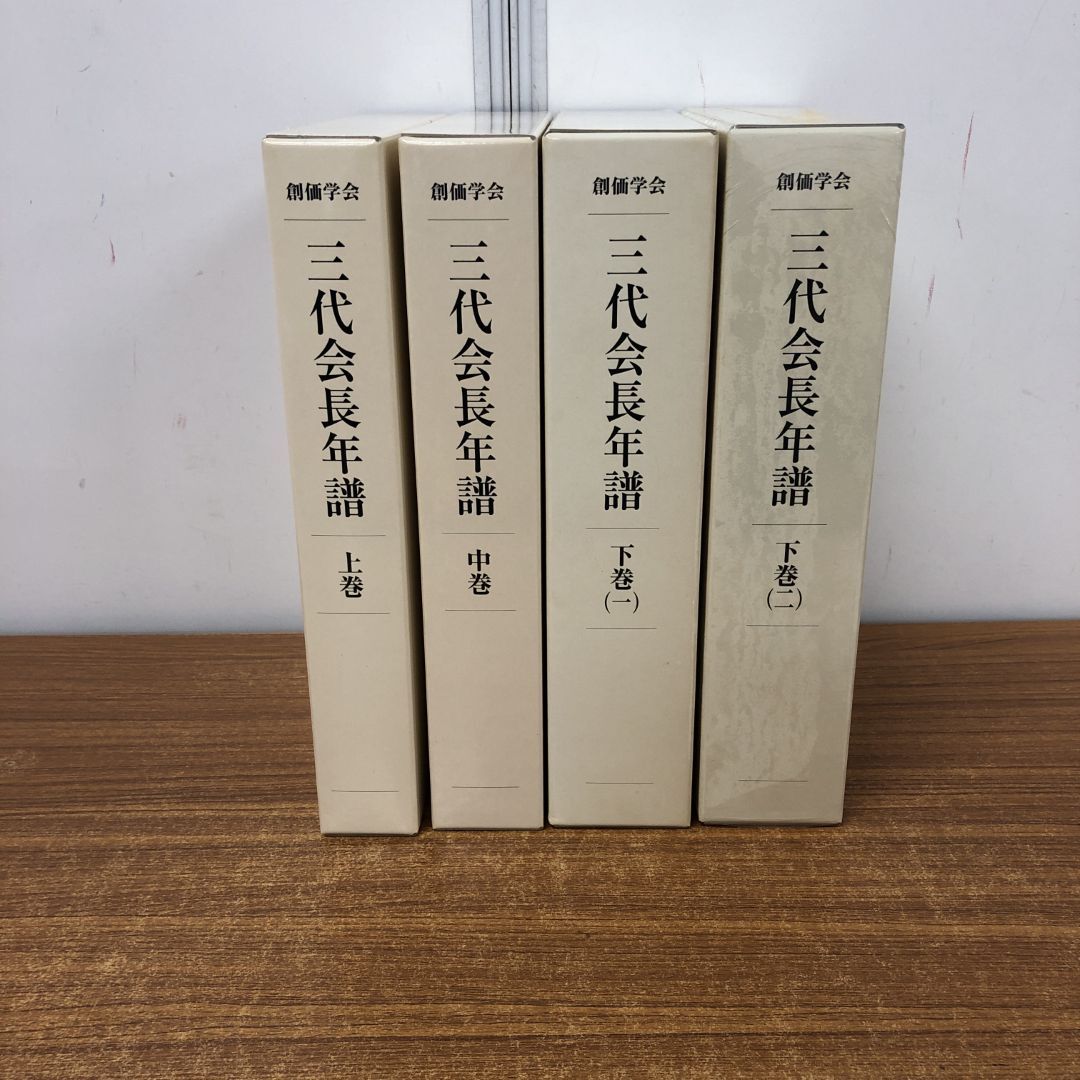 創価学会
三代会長年譜
上巻
創価学会
三代会長年譜
中巻
創価学会
三代会長年譜
下巻(一)
創価学会
三代会長年譜
下巻(二)